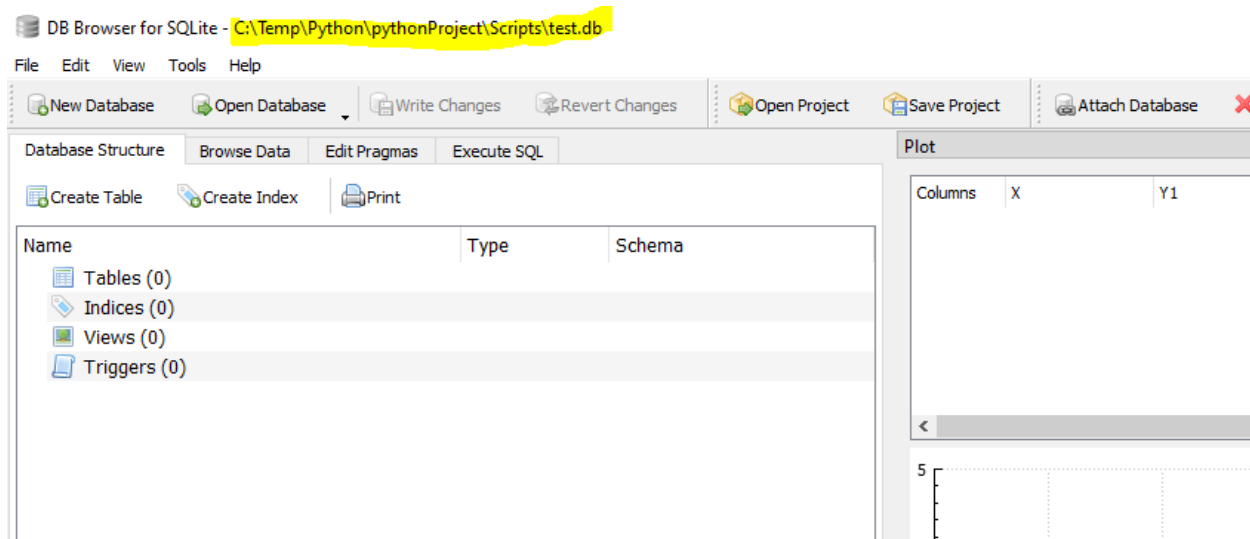 DB Browser for SQLite - C:\Temp\Python\pythonProject\Scripts\test.db
File Edit View Tools Help
New Database Open Database Write Changes Revert Changes Open Project Save Project Attach Database
Database Structure Browse Data Edit Pragmas Execute SQL
Plot
Create Table Create Index Print
Columns X Y1
Name Type Schema
Tables (0)
Indices (0)
Views (0)
Triggers (0)
5